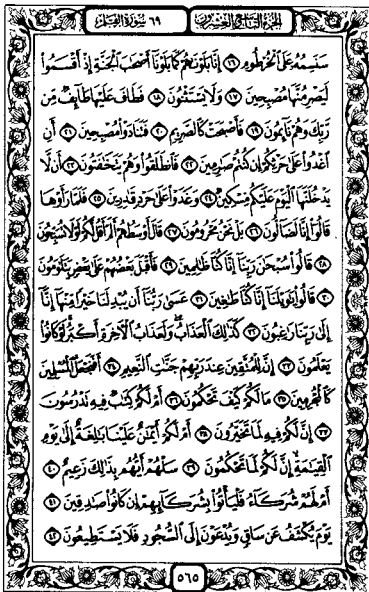 الجزء التاسع والعشرون ٦٩ سورة القلم
سَنَسِمُهُۥ عَلَى ٱلْخُرْطُومِ ١٦ إِنَّا بَلَوْنَٰهُمْ كَمَا بَلَوْنَآ أَصْحَٰبَ ٱلْجَنَّةِ إِذْ أَقْسَمُوا۟
لَيَصْرِمُنَّهَا مُصْبِحِينَ ١٧ وَلَا يَسْتَثْنُونَ ١٨ فَطَافَ عَلَيْهَا طَآئِفٌ مِّن
رَّبِّكَ وَهُمْ نَآئِمُونَ ١٩ فَأَصْبَحَتْ كَٱلصَّرِيمِ ٢٠ فَتَنَادَوْا۟ مُصْبِحِينَ ٢١ أَنِ
ٱغْدُوا۟ عَلَىٰ حَرْثِكُمْ إِن كُنتُمْ صَٰرِمِينَ ٢٢ فَٱنطَلَقُوا۟ وَهُمْ يَتَخَٰفَتُونَ ٢٣ أَن لَّا
يَدْخُلَنَّهَا ٱلْيَوْمَ عَلَيْكُم مِّسْكِينٌ ٢٤ وَغَدَوْا۟ عَلَىٰ حَرْدٍ قَٰدِرِينَ ٢٥ فَلَمَّا رَأَوْهَا
قَالُوٓا۟ إِنَّا لَضَآلُّونَ ٢٦ بَلْ نَحْنُ مَحْرُومُونَ ٢٧ قَالَ أَوْسَطُهُمْ أَلَمْ أَقُل لَّكُمْ لَوْلَا تُسَبِّحُونَ
٢٨ قَالُوا۟ سُبْحَٰنَ رَبِّنَآ إِنَّا كُنَّا ظَٰلِمِينَ ٢٩ فَأَقْبَلَ بَعْضُهُمْ عَلَىٰ بَعْضٍ يَتَلَٰوَمُونَ
٣٠ قَالُوا۟ يَٰوَيْلَنَآ إِنَّا كُنَّا طَٰغِينَ ٣١ عَسَىٰ رَبُّنَآ أَن يُبْدِلَنَا خَيْرًا مِّنْهَآ إِنَّآ
إِلَىٰ رَبِّنَا رَٰغِبُونَ ٣٢ كَذَٰلِكَ ٱلْعَذَابُ وَلَعَذَابُ ٱلْءَاخِرَةِ أَكْبَرُ لَوْ كَانُوا۟
يَعْلَمُونَ ٣٣ إِنَّ لِلْمُتَّقِينَ عِندَ رَبِّهِمْ جَنَّٰتِ ٱلنَّعِيمِ ٣٤ أَفَنَجْعَلُ ٱلْمُسْلِمِينَ
كَٱلْمُجْرِمِينَ ٣٥ مَا لَكُمْ كَيْفَ تَحْكُمُونَ ٣٦ أَمْ لَكُمْ كِتَٰبٌ فِيهِ تَدْرُسُونَ
٣٧ إِنَّ لَكُمْ فِيهِ لَمَا تَخَيَّرُونَ ٣٨ أَمْ لَكُمْ أَيْمَٰنٌ عَلَيْنَا بَٰلِغَةٌ إِلَىٰ يَوْمِ
ٱلْقِيَٰمَةِ إِنَّ لَكُمْ لَمَا تَحْكُمُونَ ٣٩ سَلْهُمْ أَيُّهُم بِذَٰلِكَ زَعِيمٌ ٤٠
أَمْ لَهُمْ شُرَكَآءُ فَلْيَأْتُوا۟ بِشُرَكَآئِهِمْ إِن كَانُوا۟ صَٰدِقِينَ ٤١
يَوْمَ يُكْشَفُ عَن سَاقٍ وَيُدْعَوْنَ إِلَى ٱلسُّجُودِ فَلَا يَسْتَطِيعُونَ ٤٢
٥٦٥